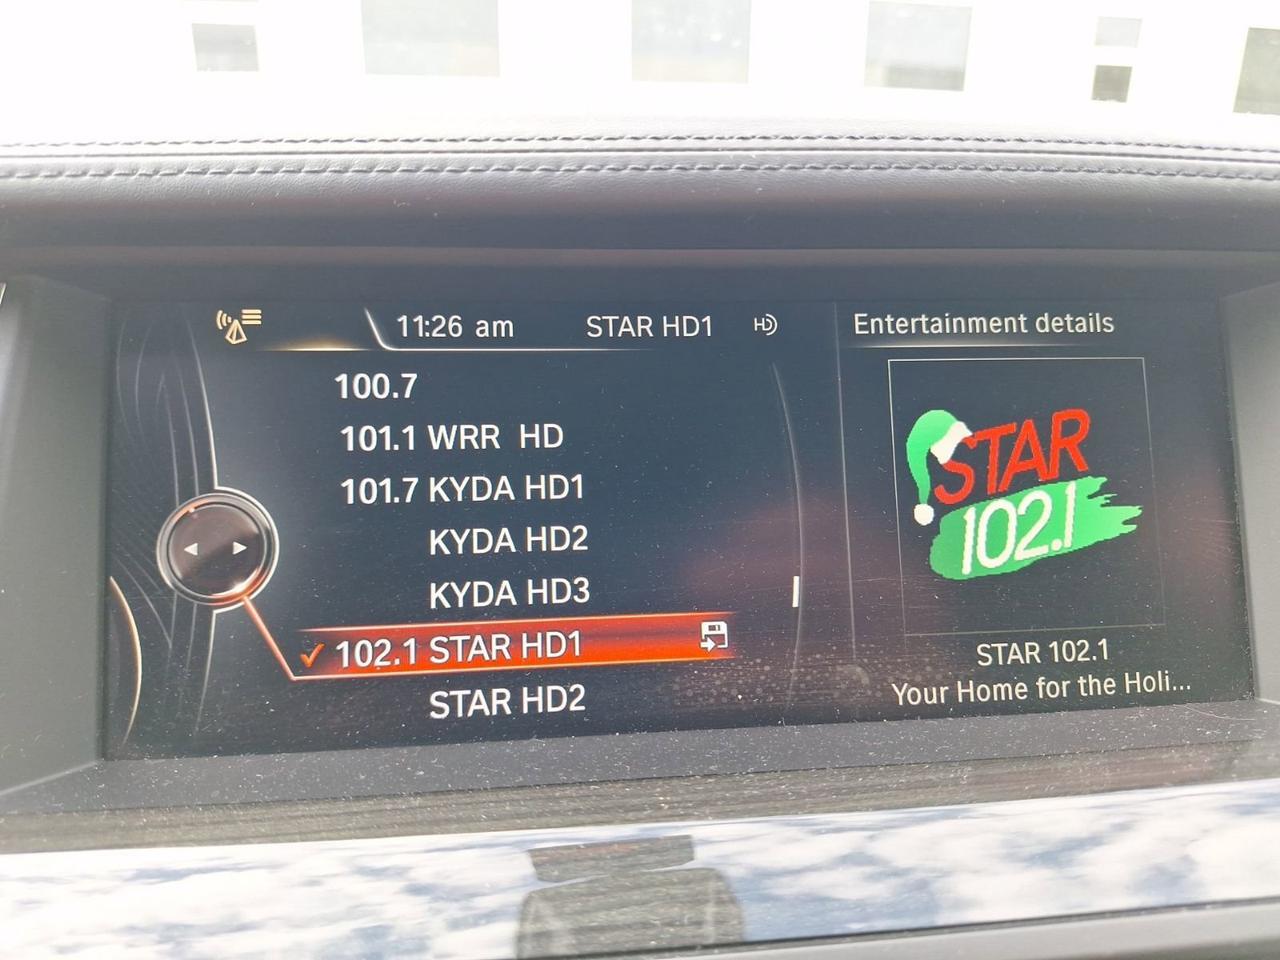 11:26 am STAR HD1 HD Entertainment details
100.7
101.1 WRR HD
101.7 KYDA HD1
KYDA HD2
KYDA HD3
102.1 STAR HD1
STAR HD2
STAR
102.1
STAR 102.1
Your Home for the Holi...